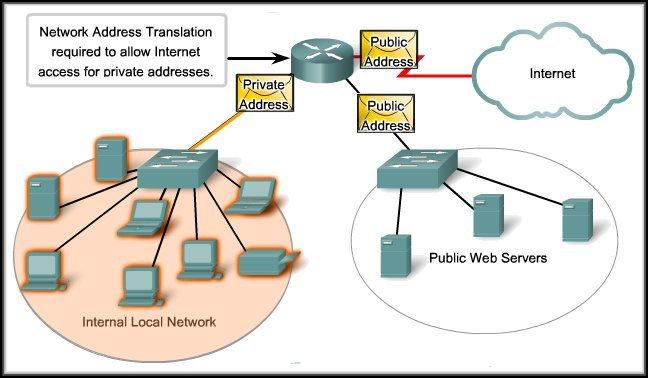 Network Address Translation
required to allow Internet
access for private addresses.
Public
Address
Internet
Private
Address
Public
Address
Public Web Servers
Internal Local Network